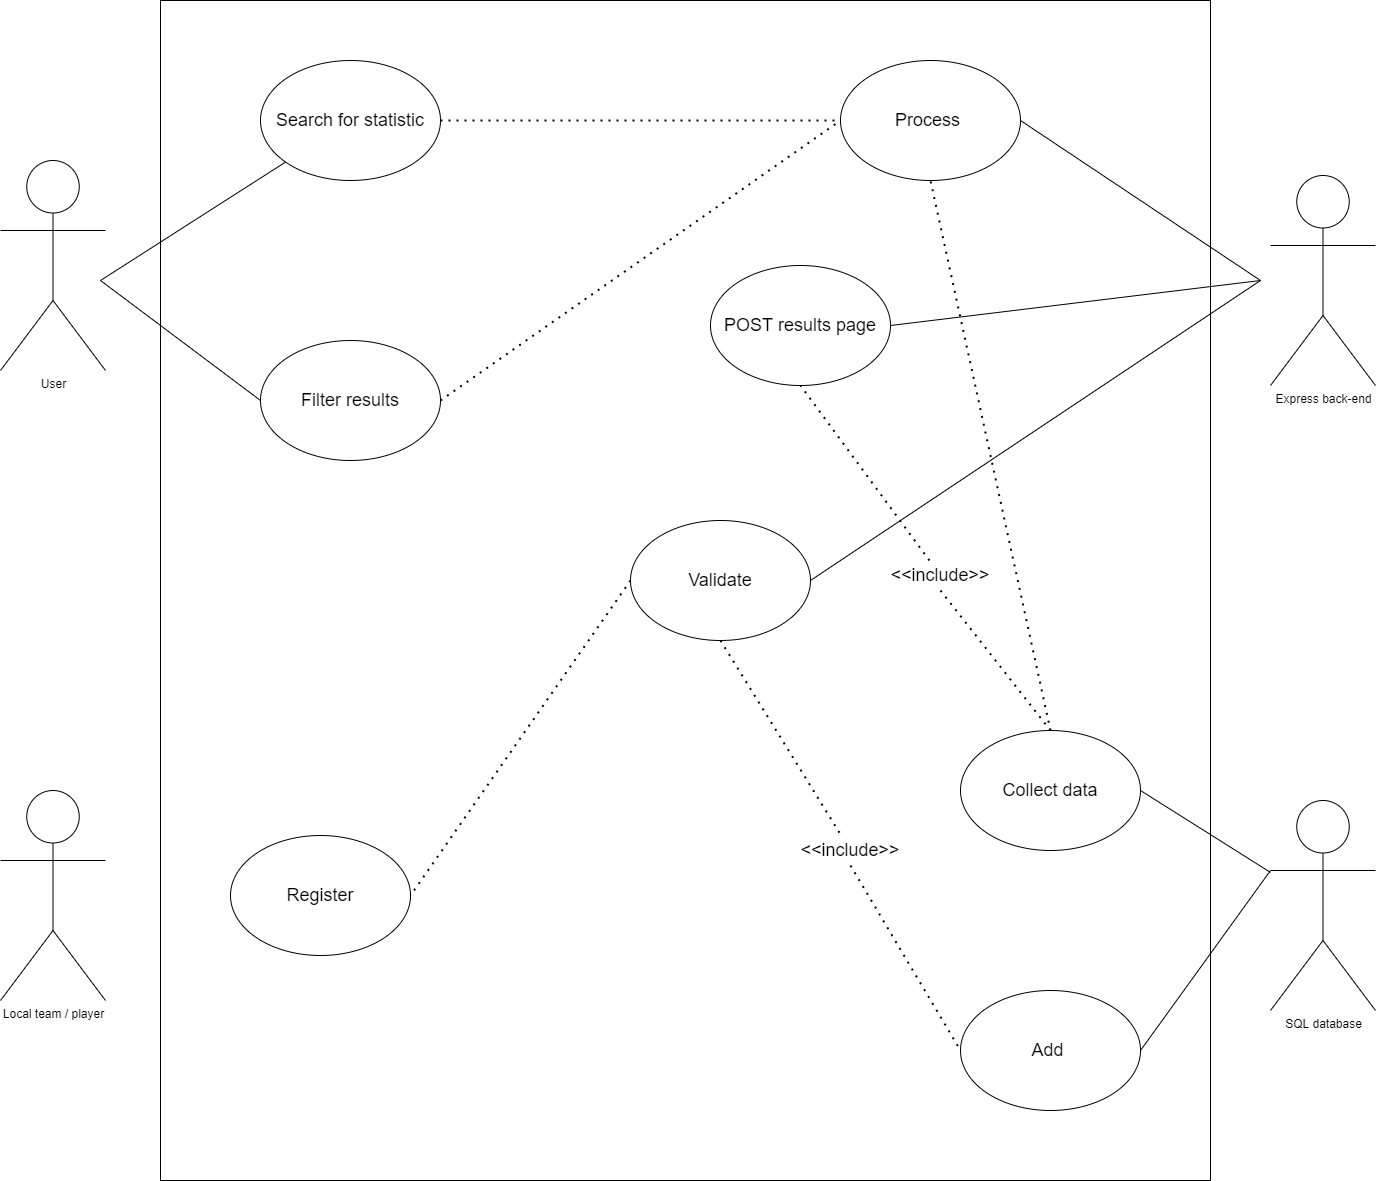 Search for statistic
Process
POST results page
User
Express back-end
Filter results
Validate
<<include>>
Collect data
<<include>>
Register
Local team / player
SQL database
Add